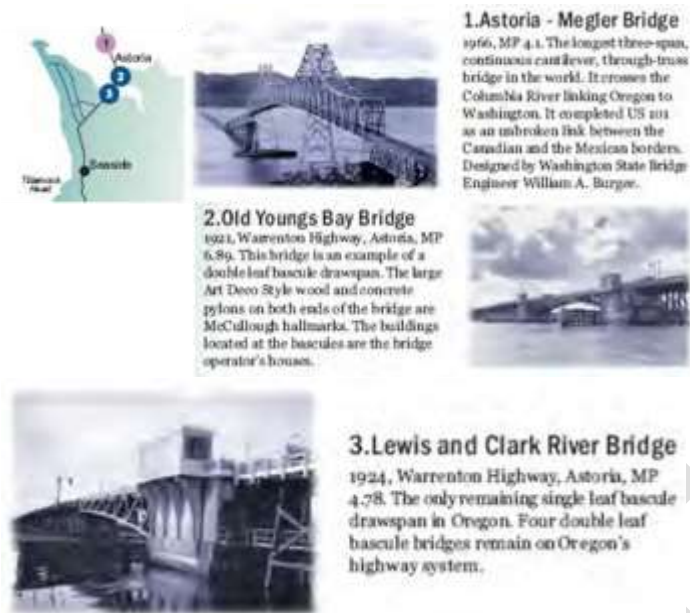 1
Astoria
2
3
Seaside
Tillamook
Head
1.Astoria - Megler Bridge
1966, MP 4.1. The longest three-span,
continuous cantilever, through-truss
bridge in the world. It crosses the
Columbia River linking Oregon to
Washington. It completed US 101
as an unbroken link between the
Canadian and the Mexican borders.
Designed by Washington State Bridge
Engineer William A. Burger.
2.Old Youngs Bay Bridge
1921, Warrenton Highway, Astoria, MP
6.89. This bridge is an example of a
double leaf bascule drawspan. The large
Art Deco Style wood and concrete
pylons on both ends of the bridge are
McCullough hallmarks. The buildings
located at the bascules are the bridge
operator's houses.
3.Lewis and Clark River Bridge
1924, Warrenton Highway, Astoria, MP
4.78. The only remaining single leaf bascule
drawspan in Oregon. Four double leaf
bascule bridges remain on Oregon's
highway system.